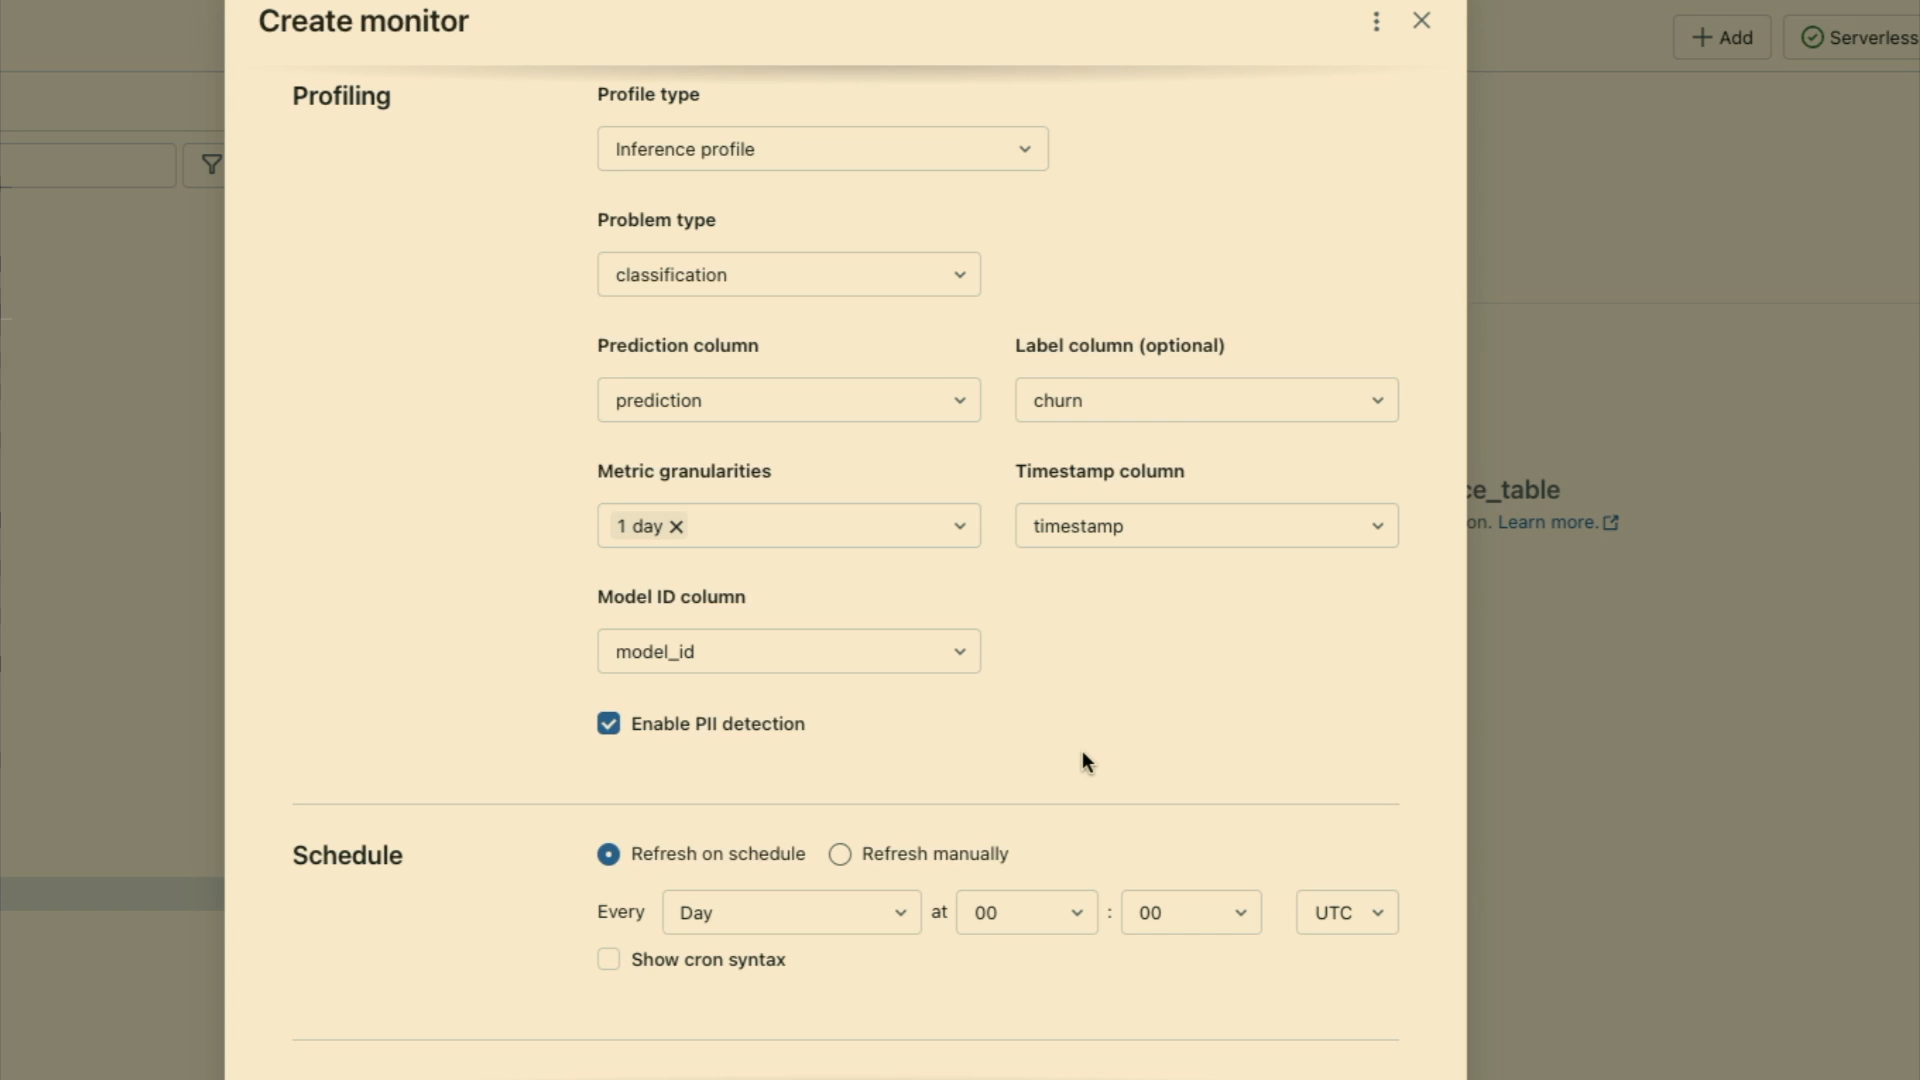 Create monitor
+ Add
Serverless
Profiling
Profile type
Inference profile
Problem type
classification
Prediction column
Label column (optional)
prediction
churn
Metric granularities
Timestamp column
1 day
timestamp
ce_table
on. Learn more.
Model ID column
model_id
Enable PII detection
Schedule
Refresh on schedule
Refresh manually
Every Day at 00 : 00 UTC
Show cron syntax